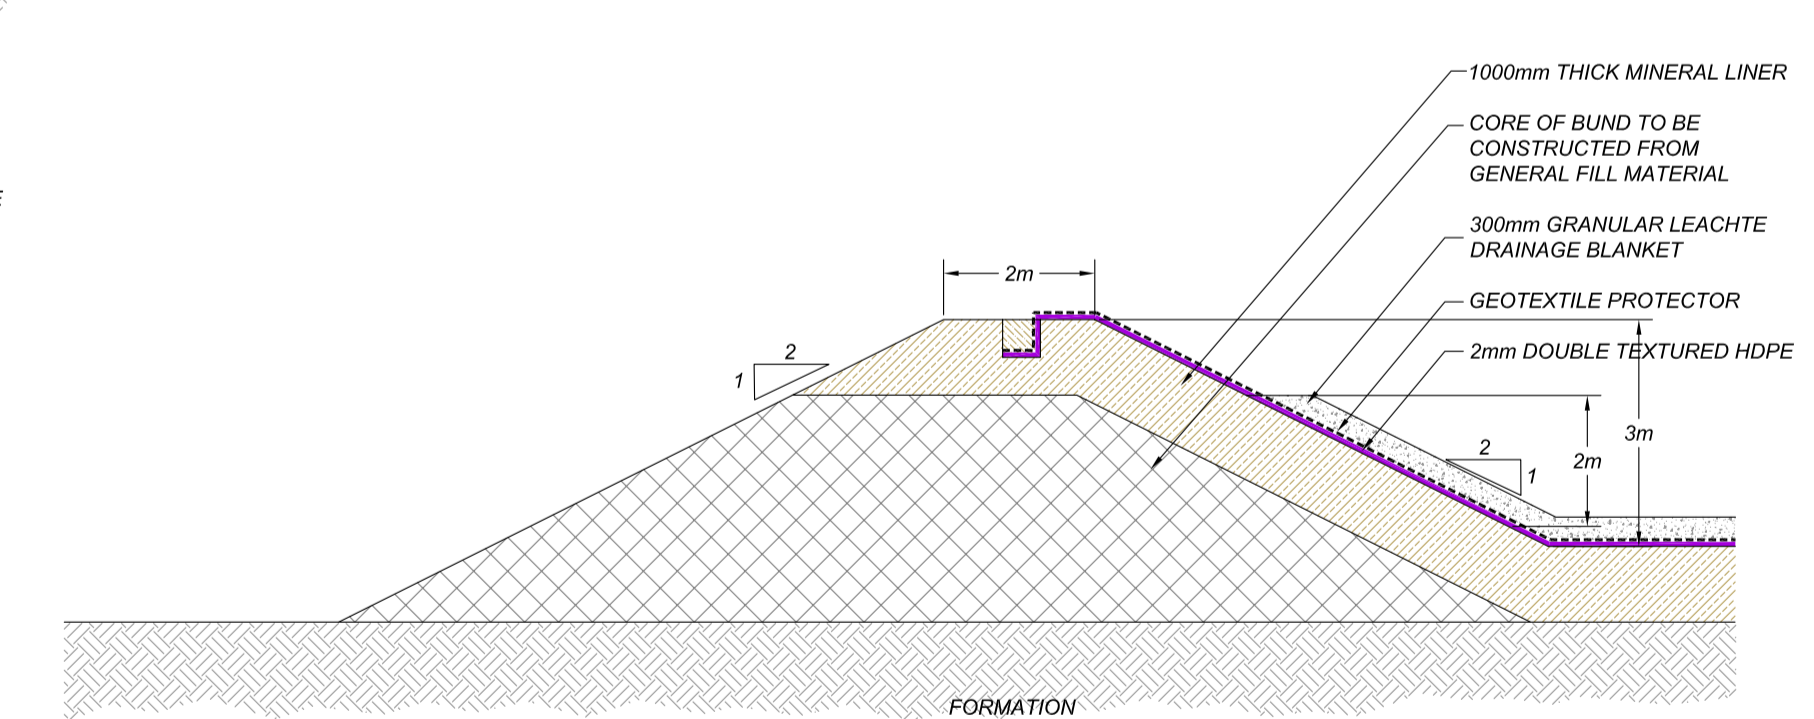 1000mm THICK MINERAL LINER
CORE OF BUND TO BE
CONSTRUCTED FROM
GENERAL FILL MATERIAL
300mm GRANULAR LEACHTE
DRAINAGE BLANKET
GEOTEXTILE PROTECTOR
2mm DOUBLE TEXTURED HDPE
2m
2
1
3m
2
2m
1
FORMATION